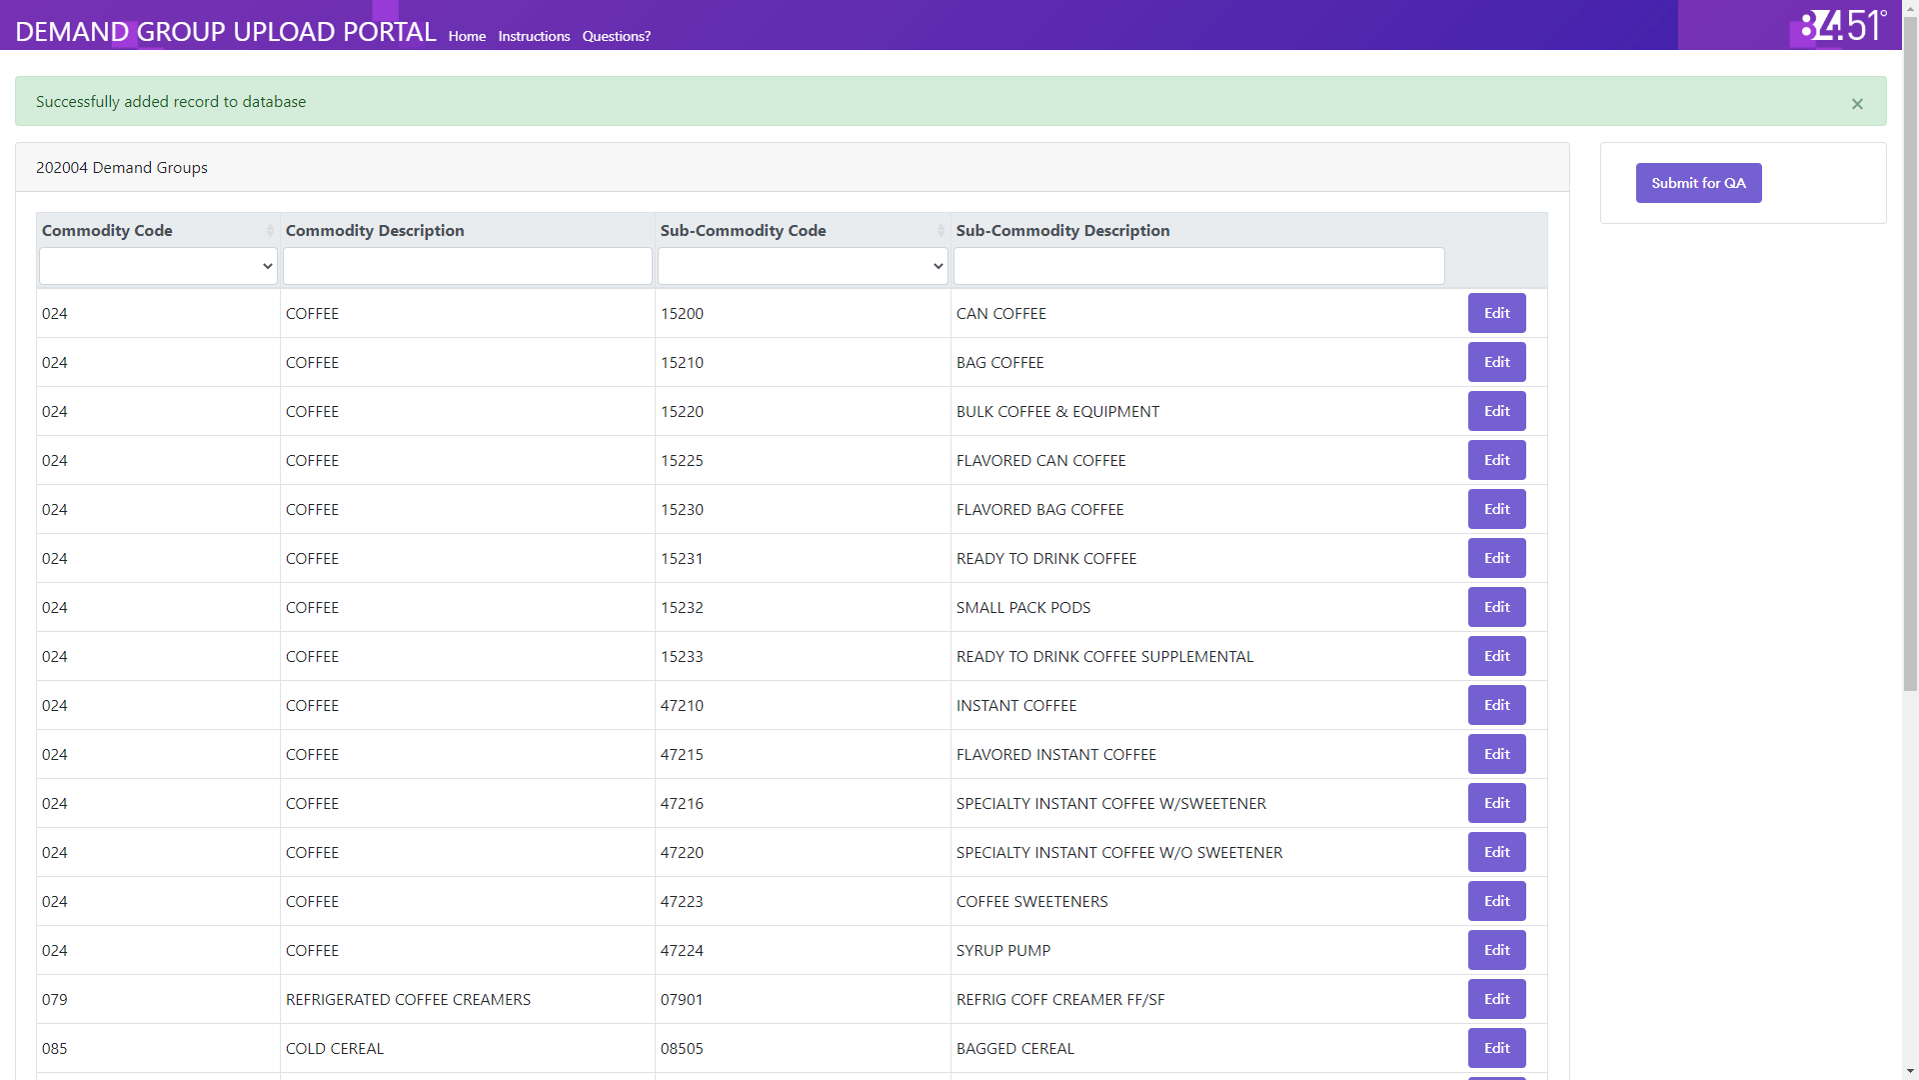 DEMAND GROUP UPLOAD PORTAL Home Instructions Questions? 84.51°
Successfully added record to database ×
202004 Demand Groups
Submit for QA
Commodity Code Commodity Description Sub-Commodity Code Sub-Commodity Description
024 COFFEE 15200 CAN COFFEE Edit
024 COFFEE 15210 BAG COFFEE Edit
024 COFFEE 15220 BULK COFFEE & EQUIPMENT Edit
024 COFFEE 15225 FLAVORED CAN COFFEE Edit
024 COFFEE 15230 FLAVORED BAG COFFEE Edit
024 COFFEE 15231 READY TO DRINK COFFEE Edit
024 COFFEE 15232 SMALL PACK PODS Edit
024 COFFEE 15233 READY TO DRINK COFFEE SUPPLEMENTAL Edit
024 COFFEE 47210 INSTANT COFFEE Edit
024 COFFEE 47215 FLAVORED INSTANT COFFEE Edit
024 COFFEE 47216 SPECIALTY INSTANT COFFEE W/SWEETENER Edit
024 COFFEE 47220 SPECIALTY INSTANT COFFEE W/O SWEETENER Edit
024 COFFEE 47223 COFFEE SWEETENERS Edit
024 COFFEE 47224 SYRUP PUMP Edit
079 REFRIGERATED COFFEE CREAMERS 07901 REFRIG COFF CREAMER FF/SF Edit
085 COLD CEREAL 08505 BAGGED CEREAL Edit